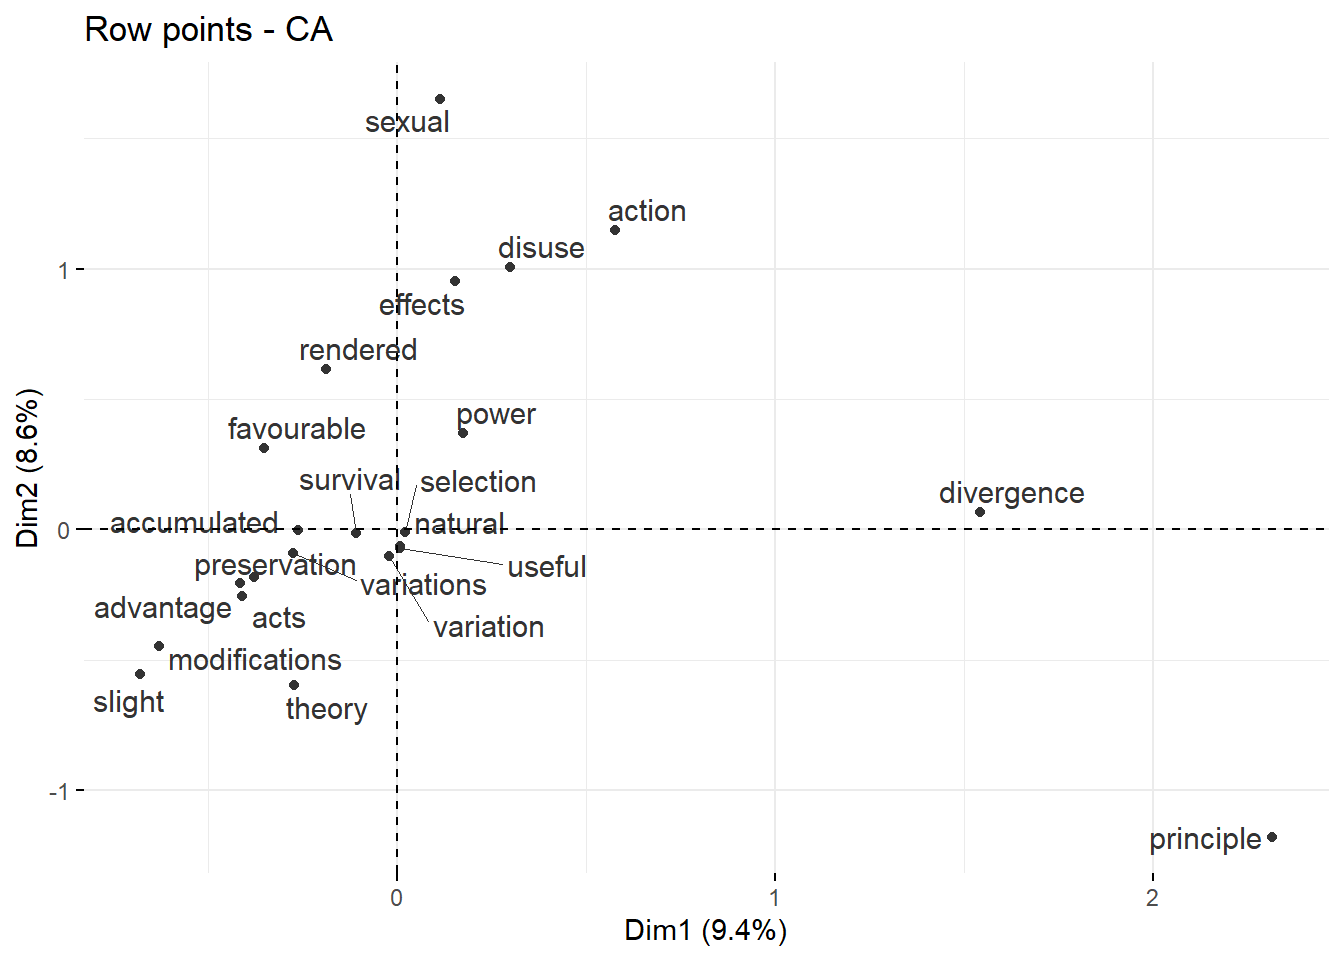 Row points - CA
sexual
action
disuse
effects
rendered
power
favourable
survival
selection
divergence
accumulated
natural
preservation
useful
variations
advantage
acts
variation
modifications
slight
theory
principle
1
0
-1
0
1
2
Dim2 (8.6%)
Dim1 (9.4%)